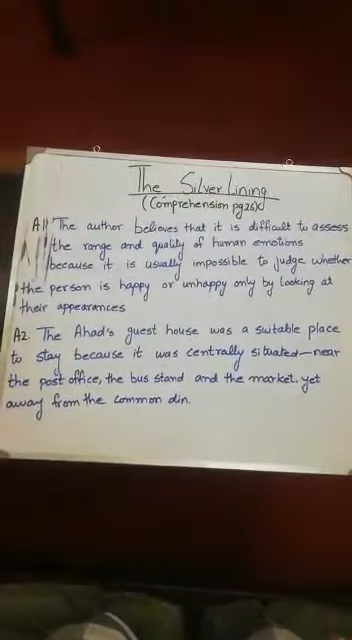 The Silver Lining
(Comprehension pg26)
A1 The author believes that it is difficult to assess
the range and quality of human emotions
because it is usually impossible to judge whether
the person is happy or unhappy only by looking at
their appearances
A2. The Ahad's guest house was a suitable place
to stay because it was centrally situated—near
the post office, the bus stand and the market, yet
away from the common din.